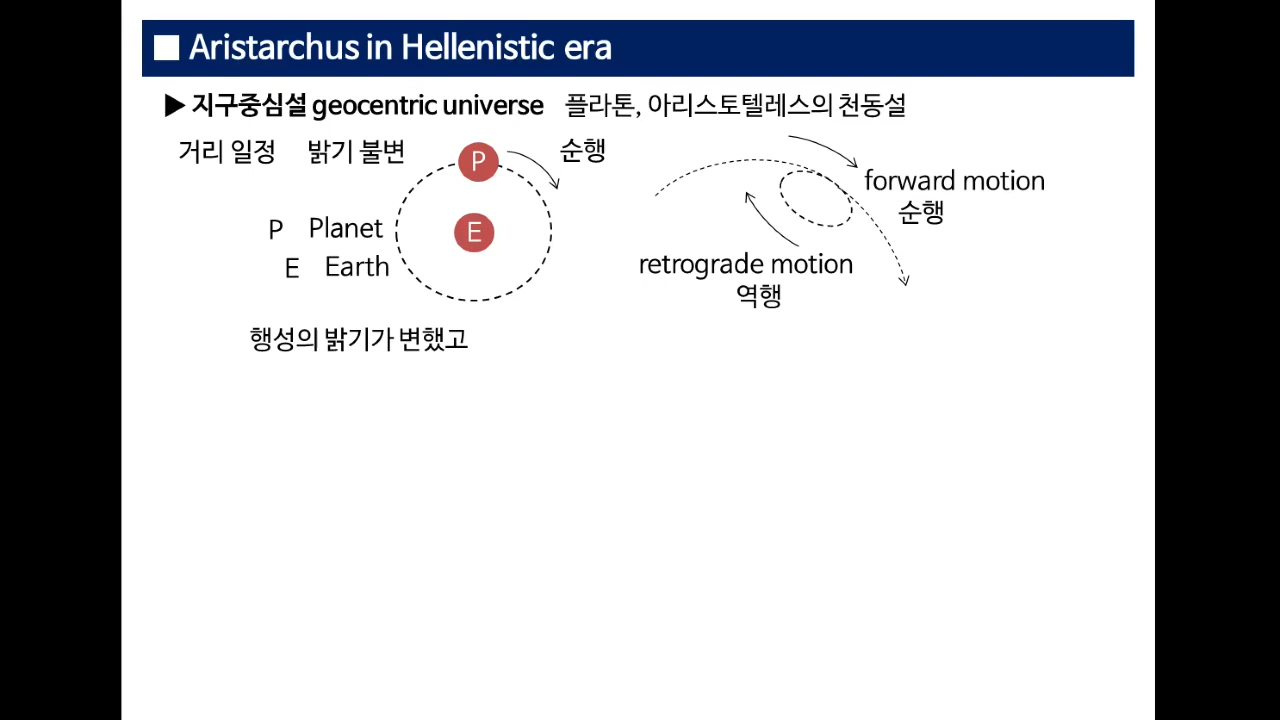 ■ Aristarchus in Hellenistic era
▶ 지구중심설 geocentric universe 플라톤, 아리스토텔레스의 천동설
거리 일정 밝기 불변 P 순행
forward motion
순행
P Planet E
E Earth
retrograde motion
역행
행성의 밝기가 변했고